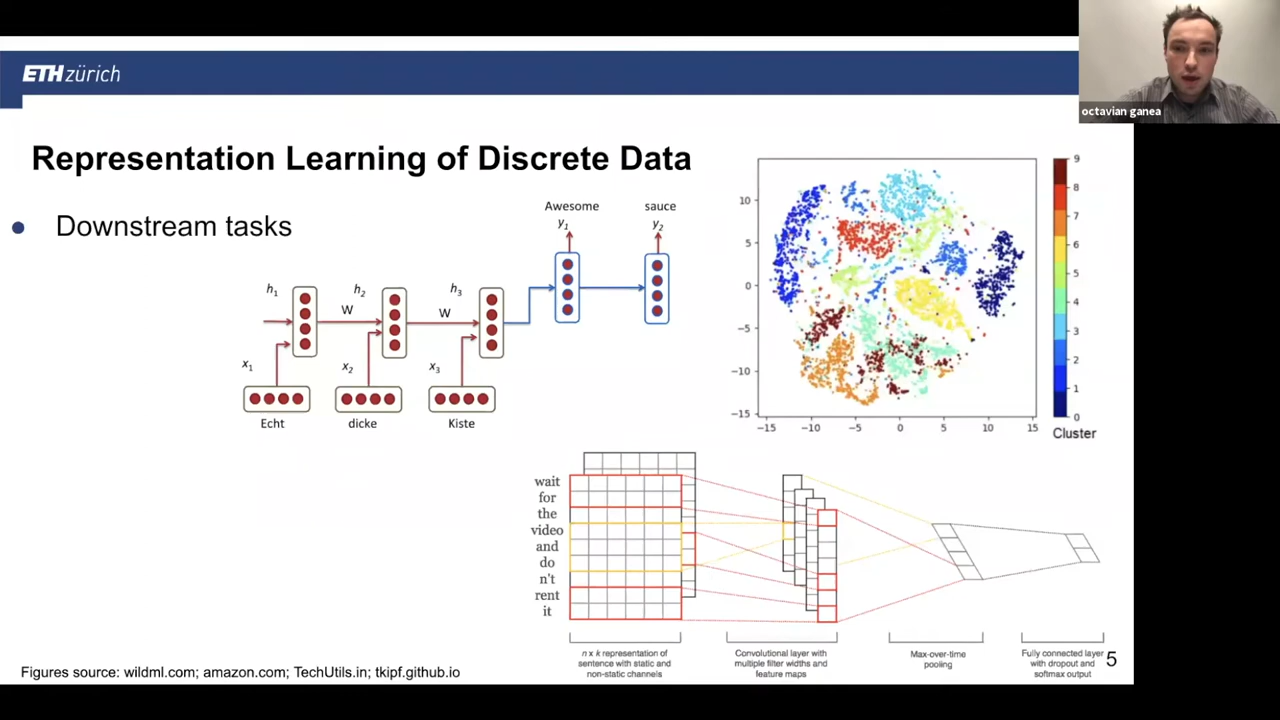 octavian ganea
ETH zürich
Representation Learning of Discrete Data
Downstream tasks
Awesome sauce
y1 y2
h1 h2 h3
W W
x1 x2 x3
Echt dicke Kiste
10
5
0
−5
−10
−15
−15 −10 −5 0 5 10 15
9
8
7
6
5
4
3
2
1
0
Cluster
wait
for
the
video
and
do
n't
rent
it
n x k representation of
sentence with static and
non-static channels
Convolutional layer with
multiple filter widths and
feature maps
Max-over-time
pooling
Fully connected layer
with dropout and
softmax output
5
Figures source: wildml.com; amazon.com; TechUtils.in; tkipf.github.io